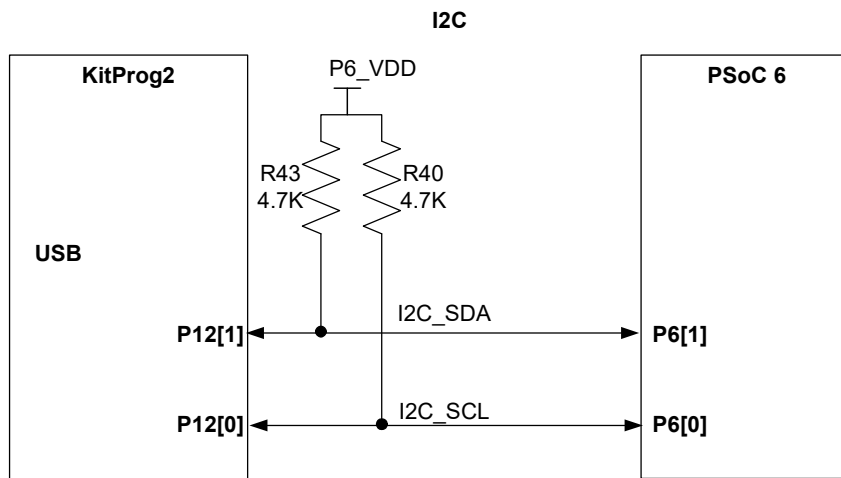 I2C
KitProg2
P6_VDD
PSoC 6
R43
4.7K
R40
4.7K
USB
I2C_SDA
P12[1]
P6[1]
I2C_SCL
P12[0]
P6[0]